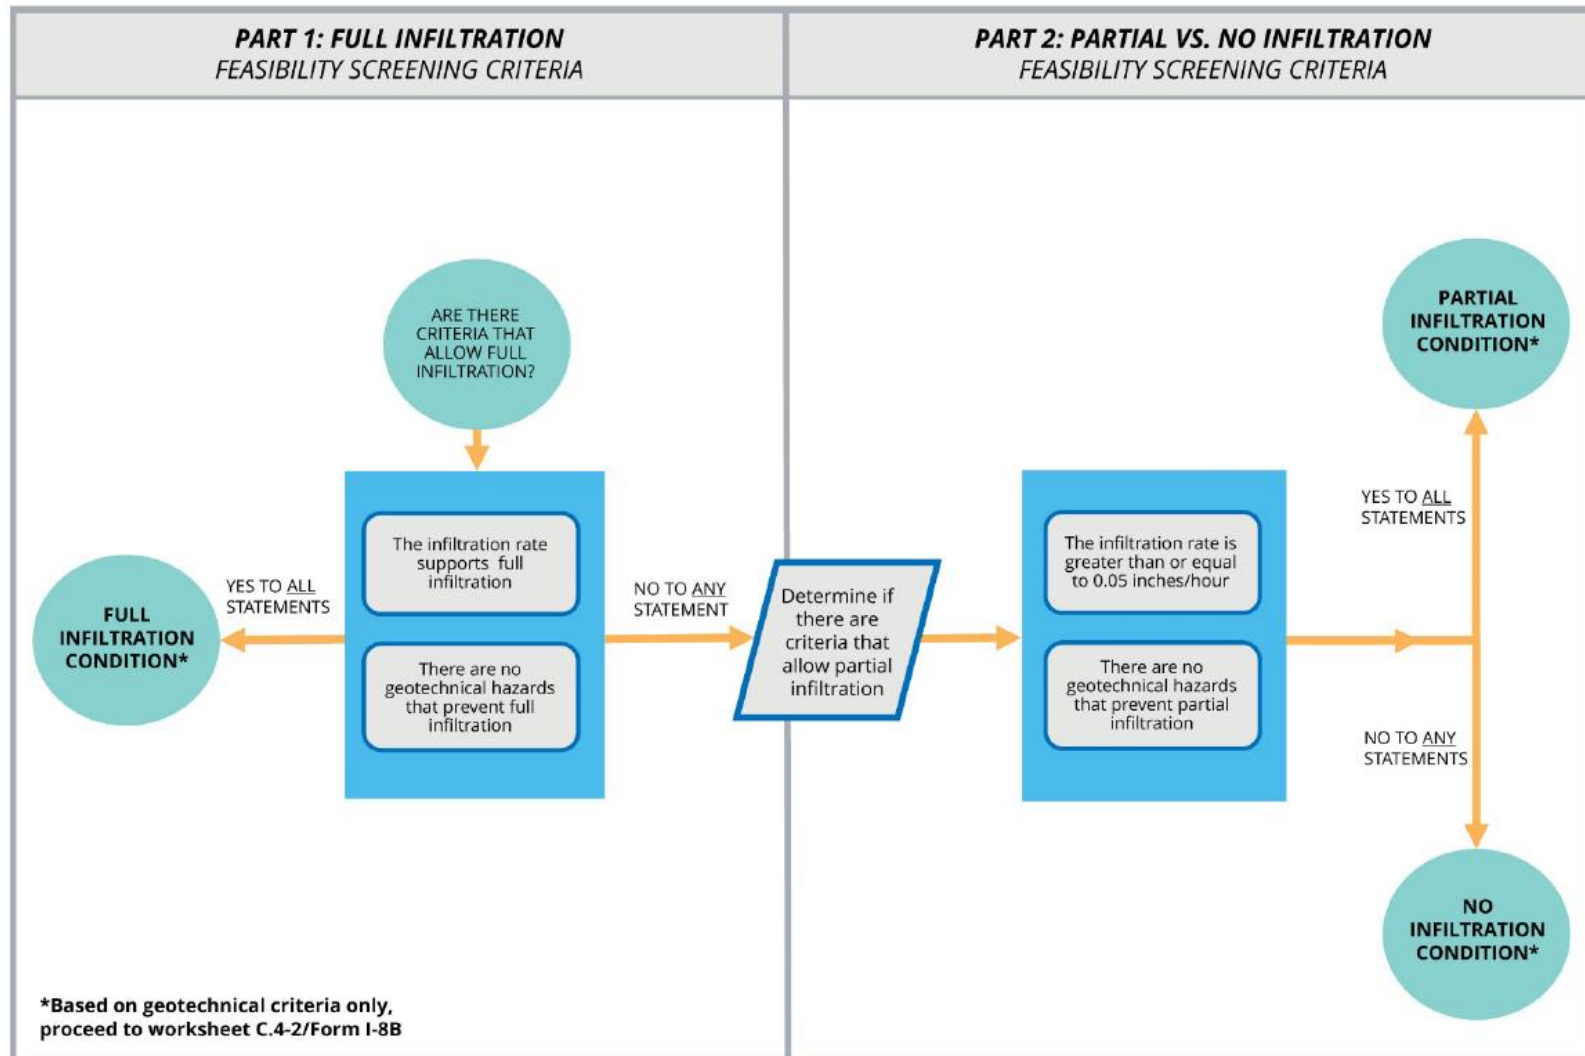 PART 1: FULL INFILTRATION
FEASIBILITY SCREENING CRITERIA
PART 2: PARTIAL VS. NO INFILTRATION
FEASIBILITY SCREENING CRITERIA
ARE THERE
CRITERIA THAT
ALLOW FULL
INFILTRATION?
The infiltration rate
supports full
infiltration
There are no
geotechnical hazards
that prevent full
infiltration
YES TO ALL
STATEMENTS
FULL
INFILTRATION
CONDITION*
NO TO ANY
STATEMENT
Determine if
there are
criteria that
allow partial
infiltration
The infiltration rate is
greater than or equal
to 0.05 inches/hour
There are no
geotechnical hazards
that prevent partial
infiltration
YES TO ALL
STATEMENTS
PARTIAL
INFILTRATION
CONDITION*
NO TO ANY
STATEMENTS
NO
INFILTRATION
CONDITION*
*Based on geotechnical criteria only,
proceed to worksheet C.4-2/Form I-8B